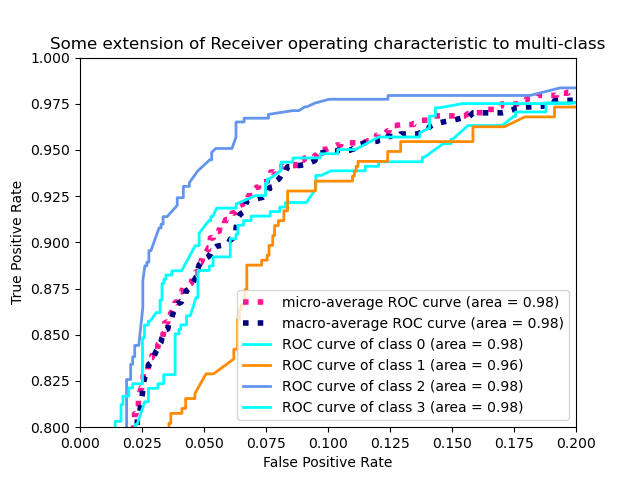 Some extension of Receiver operating characteristic to multi-class
1.000
0.975
0.950
0.925
0.900
0.875
0.850
0.825
0.800
True Positive Rate
micro-average ROC curve (area = 0.98)
macro-average ROC curve (area = 0.98)
ROC curve of class 0 (area = 0.98)
ROC curve of class 1 (area = 0.96)
ROC curve of class 2 (area = 0.98)
ROC curve of class 3 (area = 0.98)
0.000 0.025 0.050 0.075 0.100 0.125 0.150 0.175 0.200
False Positive Rate